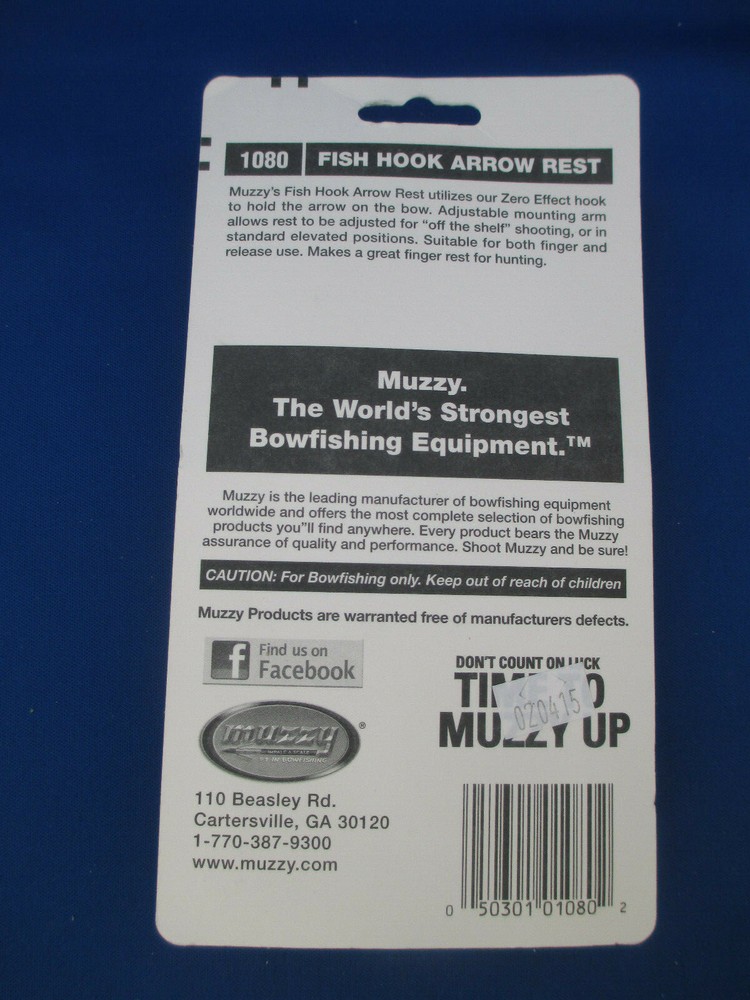 1080 FISH HOOK ARROW REST
Muzzy's Fish Hook Arrow Rest utilizes our Zero Effect hook
to hold the arrow on the bow. Adjustable mounting arm
allows rest to be adjusted for "off the shelf" shooting, or in
standard elevated positions. Suitable for both finger and
release use. Makes a great finger rest for hunting.
Muzzy.
The World's Strongest
Bowfishing Equipment.™
Muzzy is the leading manufacturer of bowfishing equipment
worldwide and offers the most complete selection of bowfishing
products you"ll find anywhere. Every product bears the Muzzy
assurance of quality and performance. Shoot Muzzy and be sure!
CAUTION: For Bowfishing only. Keep out of reach of children
Muzzy Products are warranted free of manufacturers defects.
f Find us on
Facebook
muzzy ®
110 Beasley Rd.
Cartersville, GA 30120
1-770-387-9300
www.muzzy.com
DON'T COUNT ON LUCK
TIME TO
MUZZY UP
020415
0 50301 01080 2